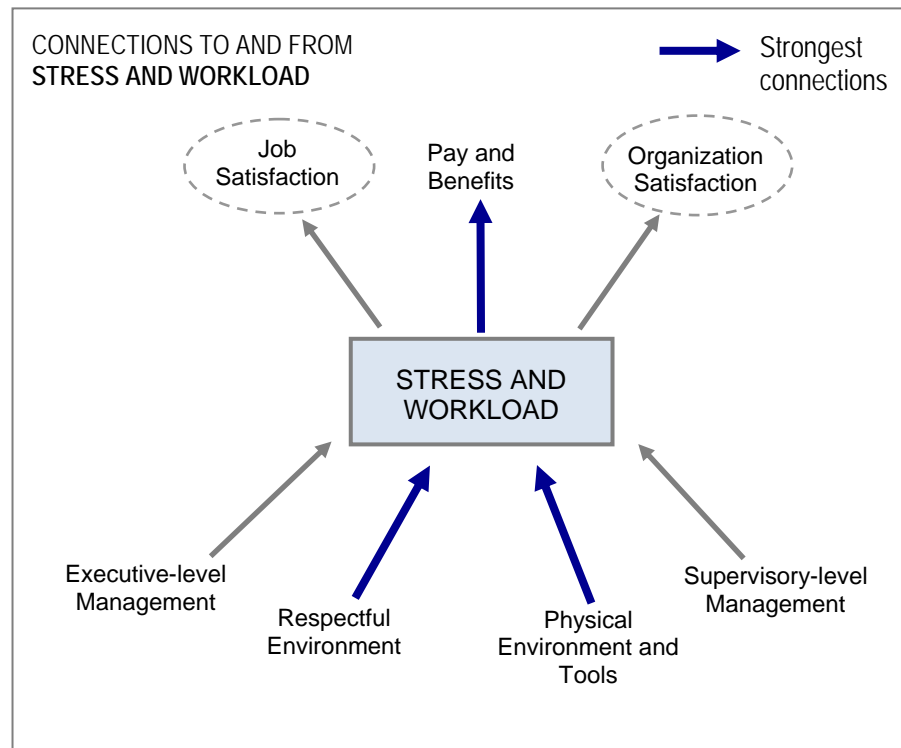 CONNECTIONS TO AND FROM
STRESS AND WORKLOAD
Strongest
connections
Job
Satisfaction
Pay and
Benefits
Organization
Satisfaction
STRESS AND
WORKLOAD
Executive-level
Management
Respectful
Environment
Physical
Environment and
Tools
Supervisory-level
Management